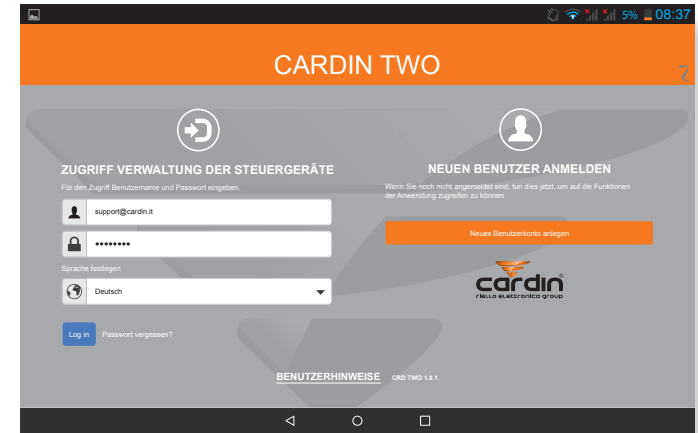 5% 08:37
CARDIN TWO
ZUGRIFF VERWALTUNG DER STEUERGERÄTE
Für den Zugriff Benutzername und Passwort eingeben.
support@cardin.it
••••••••
Sprache festlegen
Deutsch
Log in Passwort vergessen?
NEUEN BENUTZER ANMELDEN
Wenn Sie noch nicht angemeldet sind, tun dies jetzt, um auf die Funktionen
der Anwendung zugreifen zu können
Neues Benutzerkonto anlegen
cardin
riello elettronica group
BENUTZERHINWEISE CRD TWO 1.0.1.